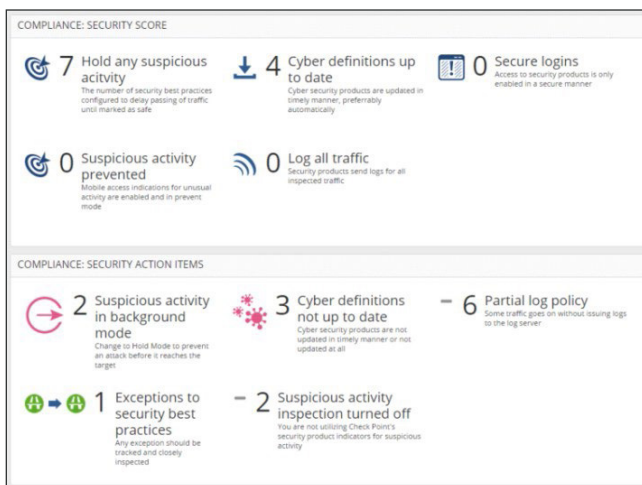 COMPLIANCE: SECURITY SCORE
7 Hold any suspicious
acitvity
The number of security best practices
configured to delay passing of traffic
until marked as safe
4 Cyber definitions up
to date
Cyber security products are updated in
timely manner, preferrably
automatically
0 Secure logins
Access to security products is only
enabled in a secure manner
0 Suspicious activity
prevented
Mobile access indications for unusual
activity are enabled and in prevent
mode
0 Log all traffic
Security products send logs for all
inspected traffic
COMPLIANCE: SECURITY ACTION ITEMS
2 Suspicious activity
in background
mode
Change to Hold Mode to prevent
an attack before it reaches the
target
3 Cyber definitions
not up to date
Cyber security products are not
updated in timely manner or not
updated at all
6 Partial log policy
Some traffic goes on without issuing logs
to the log server
1 Exceptions to
security best
practices
Any exception should be
tracked and closely
inspected
2 Suspicious activity
inspection turned off
You are not utilizing Check Point's
security product indicators for suspicious
activity